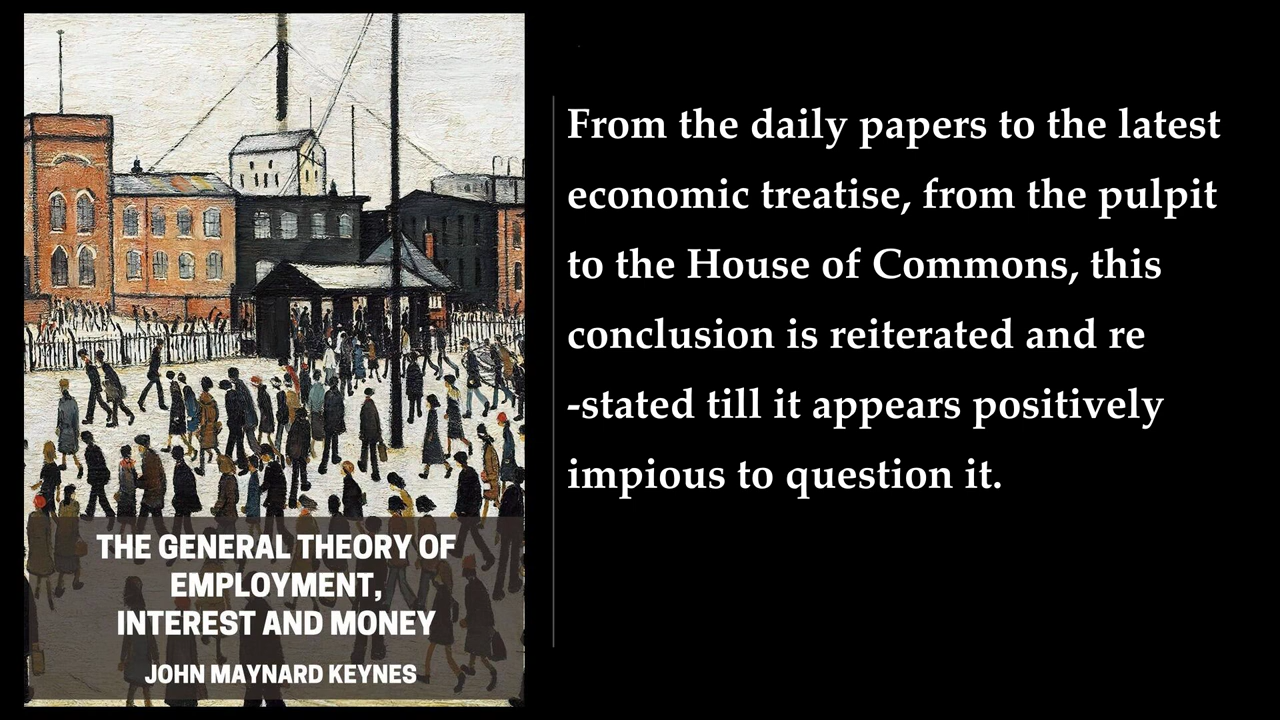 THE GENERAL THEORY OF
EMPLOYMENT,
INTEREST AND MONEY
JOHN MAYNARD KEYNES
From the daily papers to the latest
economic treatise, from the pulpit
to the House of Commons, this
conclusion is reiterated and re
-stated till it appears positively
impious to question it.